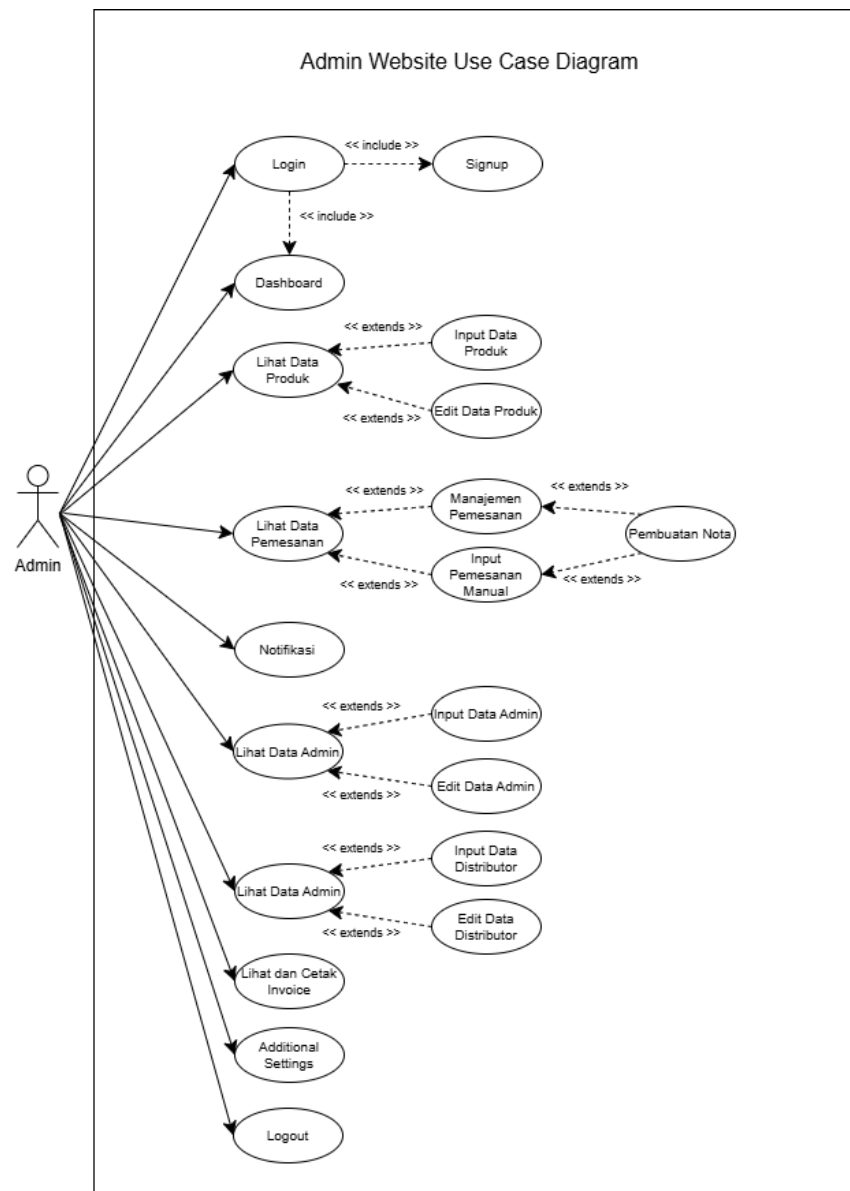 Admin Website Use Case Diagram
Login
<< include >>
Signup
<< include >>
Dashboard
Lihat Data
Produk
<< extends >>
Input Data
Produk
<< extends >>
Edit Data Produk
Admin
Lihat Data
Pemesanan
<< extends >>
Manajemen
Pemesanan
<< extends >>
Pembuatan Nota
<< extends >>
Input
Pemesanan
Manual
<< extends >>
Notifikasi
Lihat Data Admin
<< extends >>
Input Data Admin
<< extends >>
Edit Data Admin
Lihat Data Admin
<< extends >>
Input Data
Distributor
<< extends >>
Edit Data
Distributor
Lihat dan Cetak
Invoice
Additional
Settings
Logout